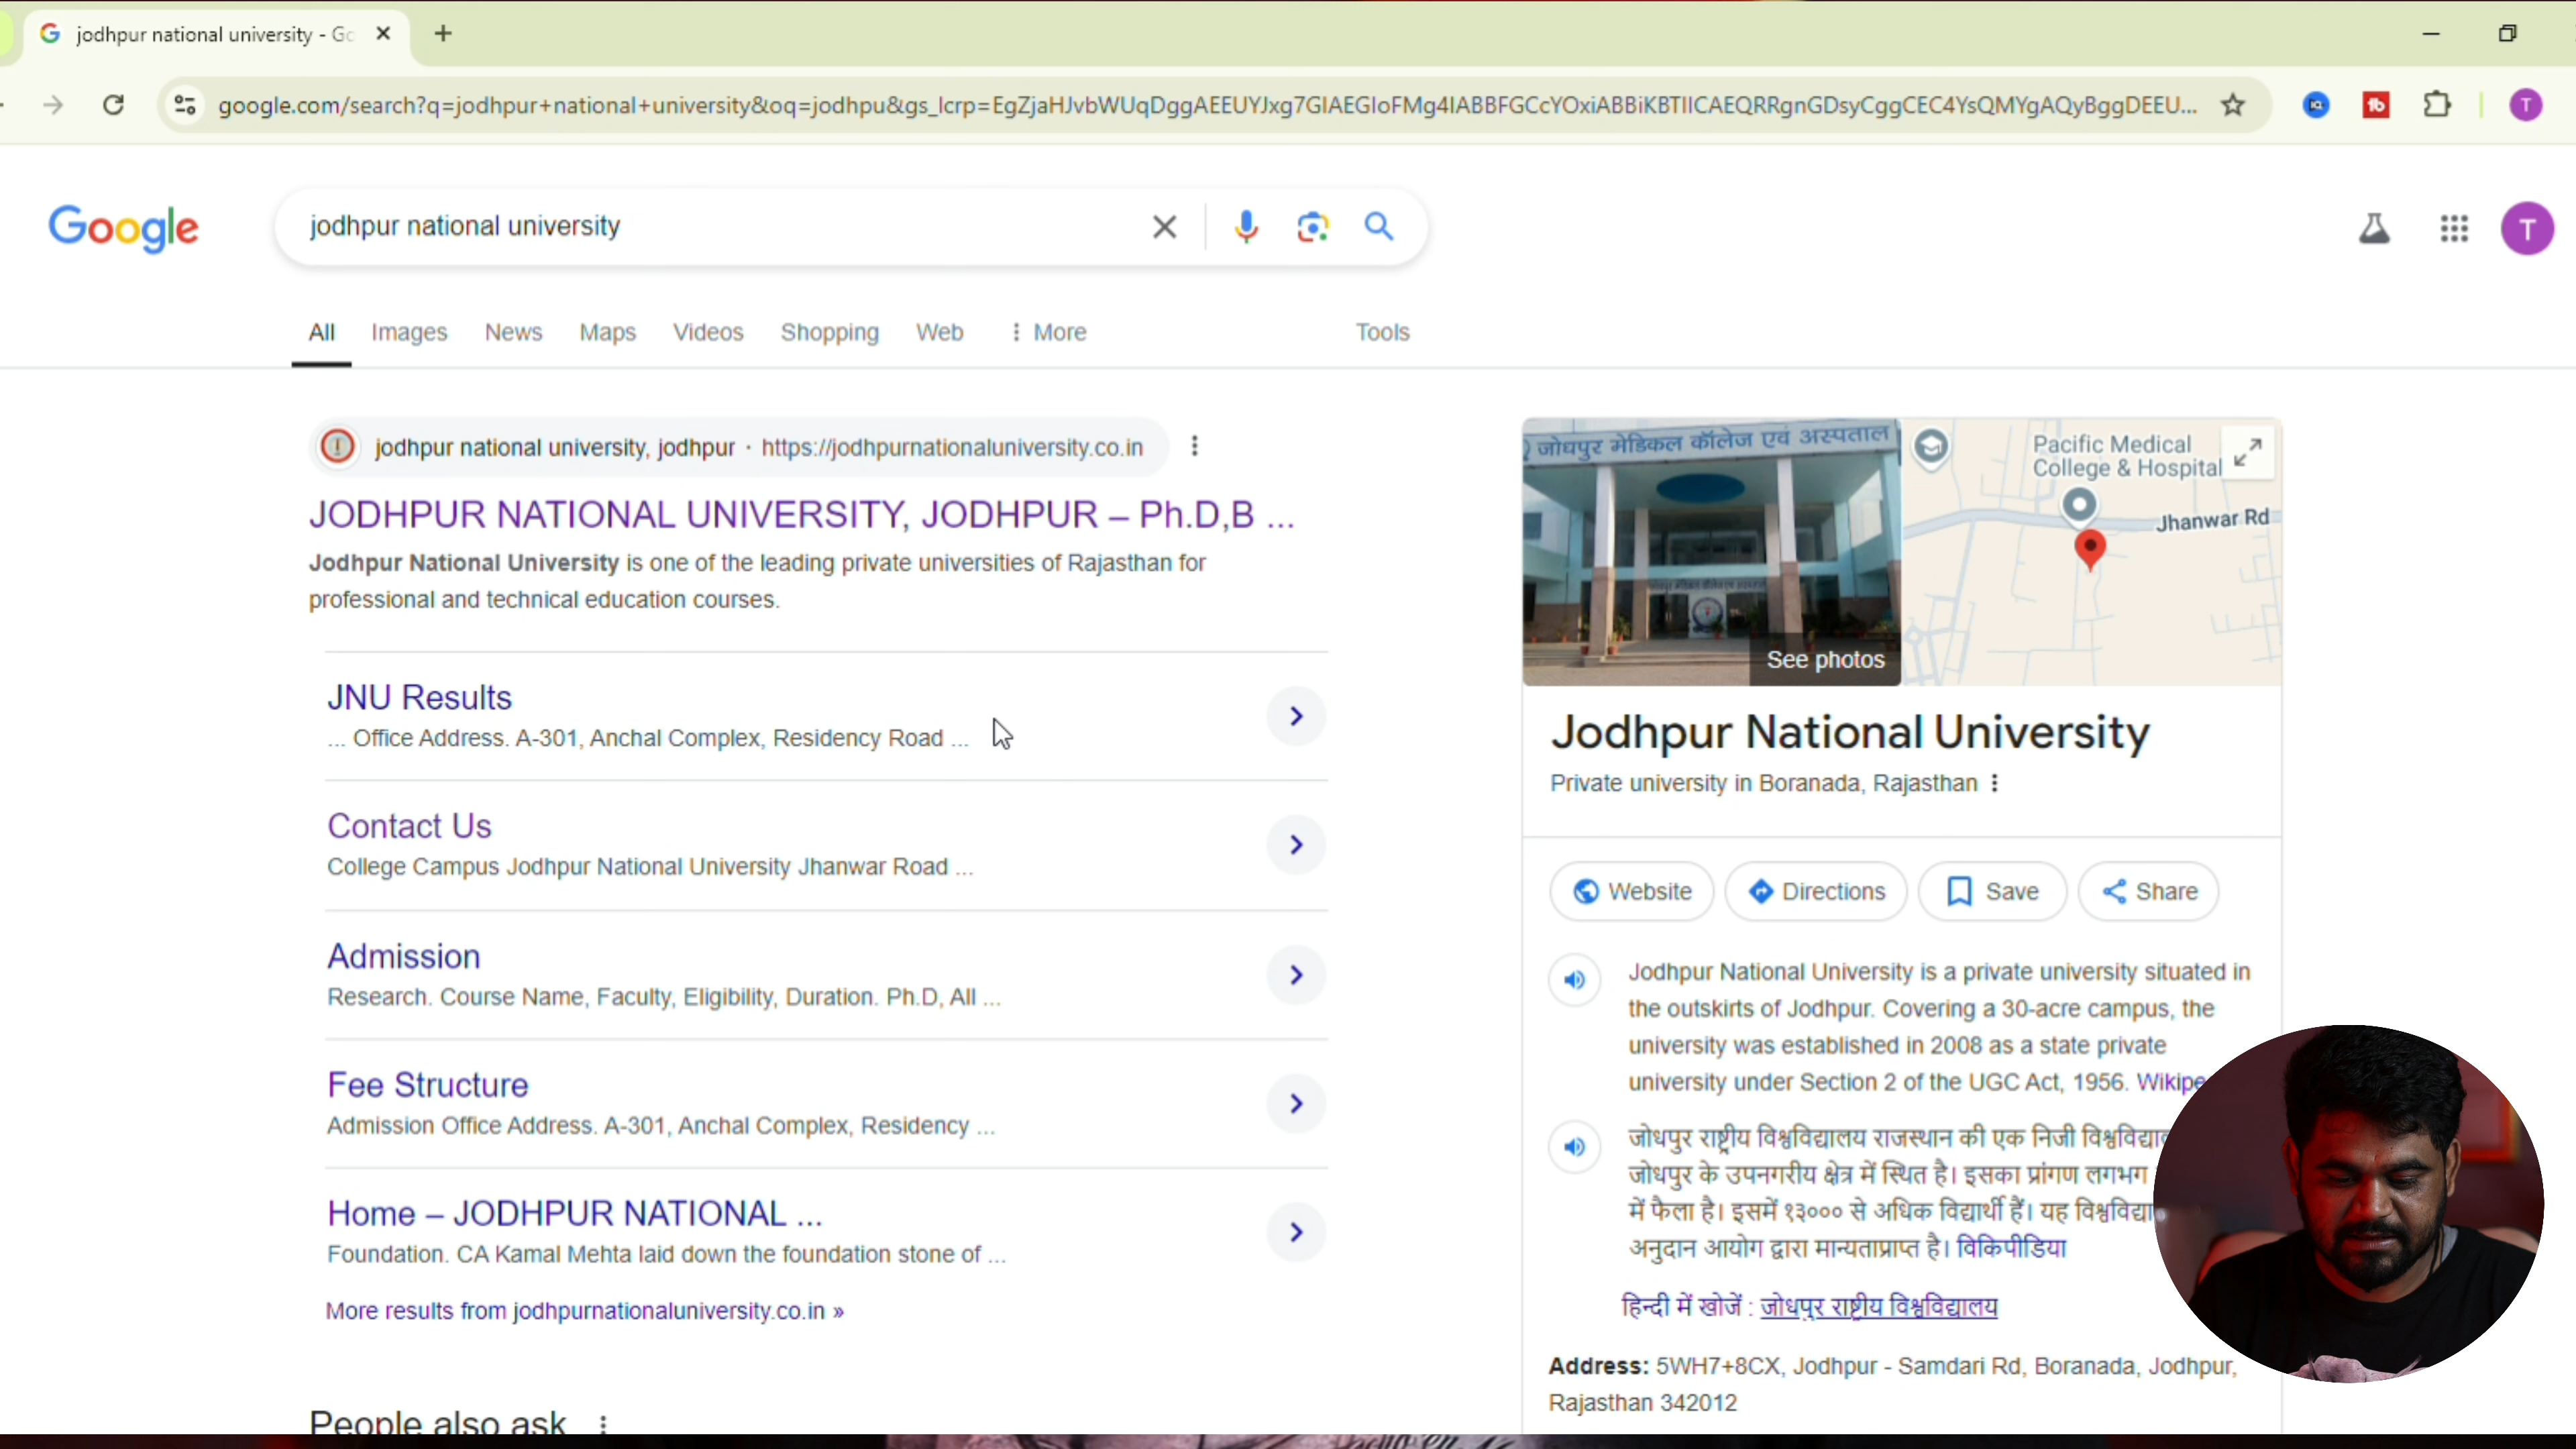 jodhpur national university - Go
google.com/search?q=jodhpur+national+university&oq=jodhpu&gs_lcrp=EgZjaHJvbWUqDggAEEUYJxg7GIAEGIoFMg4IABBFGCcYOxiABBiKBTIICAEQRRgnGDsyCggCEC4YsQMYgAQyBggDEEU...
T
Google
jodhpur national university
T
All Images News Maps Videos Shopping Web More Tools
jodhpur national university, jodhpur · https://jodhpurnationaluniversity.co.in
JODHPUR NATIONAL UNIVERSITY, JODHPUR – Ph.D,B ...
Jodhpur National University is one of the leading private universities of Rajasthan for
professional and technical education courses.
JNU Results
... Office Address. A-301, Anchal Complex, Residency Road ...
Contact Us
College Campus Jodhpur National University Jhanwar Road ...
Admission
Research. Course Name, Faculty, Eligibility, Duration. Ph.D, All ...
Fee Structure
Admission Office Address. A-301, Anchal Complex, Residency ...
Home – JODHPUR NATIONAL ...
Foundation. CA Kamal Mehta laid down the foundation stone of ...
More results from jodhpurnationaluniversity.co.in »
People also ask
जोधपुर मेडिकल कॉलेज एवं अस्पताल
See photos
Pacific Medical
College & Hospital
Jhanwar Rd
Jodhpur National University
Private university in Boranada, Rajasthan
Website Directions Save Share
Jodhpur National University is a private university situated in
the outskirts of Jodhpur. Covering a 30-acre campus, the
university was established in 2008 as a state private
university under Section 2 of the UGC Act, 1956. Wikipe
जोधपुर राष्ट्रीय विश्वविद्यालय राजस्थान की एक निजी विश्वविद्या
जोधपुर के उपनगरीय क्षेत्र में स्थित है। इसका प्रांगण लगभग
में फैला है। इसमें १३००० से अधिक विद्यार्थी हैं। यह विश्वविद्या
अनुदान आयोग द्वारा मान्यताप्राप्त है। विकिपीडिया
हिन्दी में खोजें : जोधपुर राष्ट्रीय विश्वविद्यालय
Address: 5WH7+8CX, Jodhpur - Samdari Rd, Boranada, Jodhpur,
Rajasthan 342012